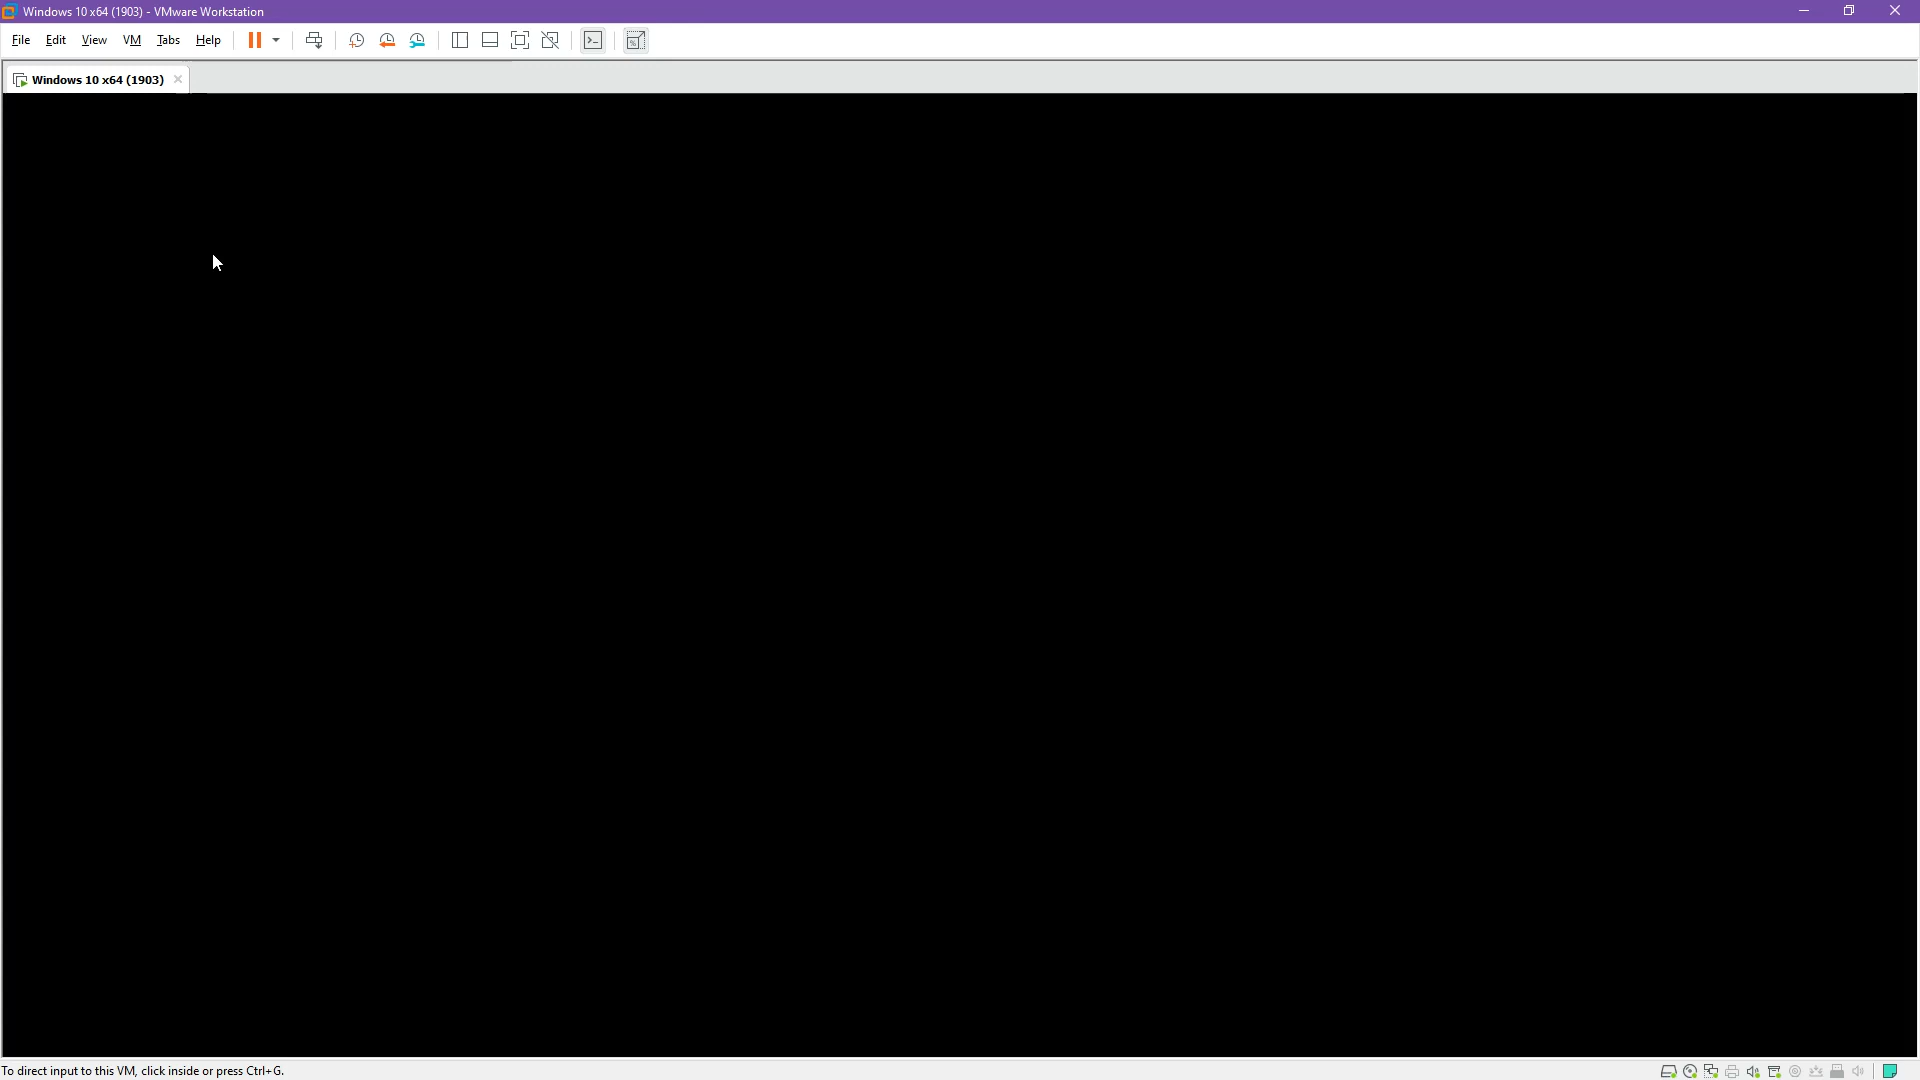 Windows 10 x64 (1903) - VMware Workstation
File Edit View VM Tabs Help
Windows 10 x64 (1903)
To direct input to this VM, click inside or press Ctrl+G.